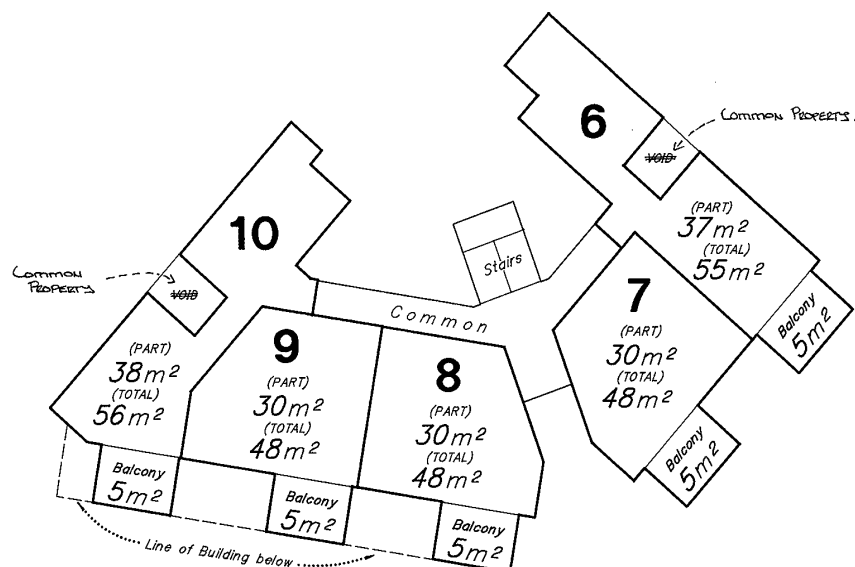 6
COMMON PROPERTY.
VOID
(PART)
37m²
(TOTAL)
55m²
Balcony
5m²
10
COMMON
PROPERTY
VOID
(PART)
38m²
(TOTAL)
56m²
Balcony
5m²
Stairs
Common
7
(PART)
30m²
(TOTAL)
48m²
Balcony
5m²
9
(PART)
30m²
(TOTAL)
48m²
Balcony
5m²
8
(PART)
30m²
(TOTAL)
48m²
Balcony
5m²
Line of Building below